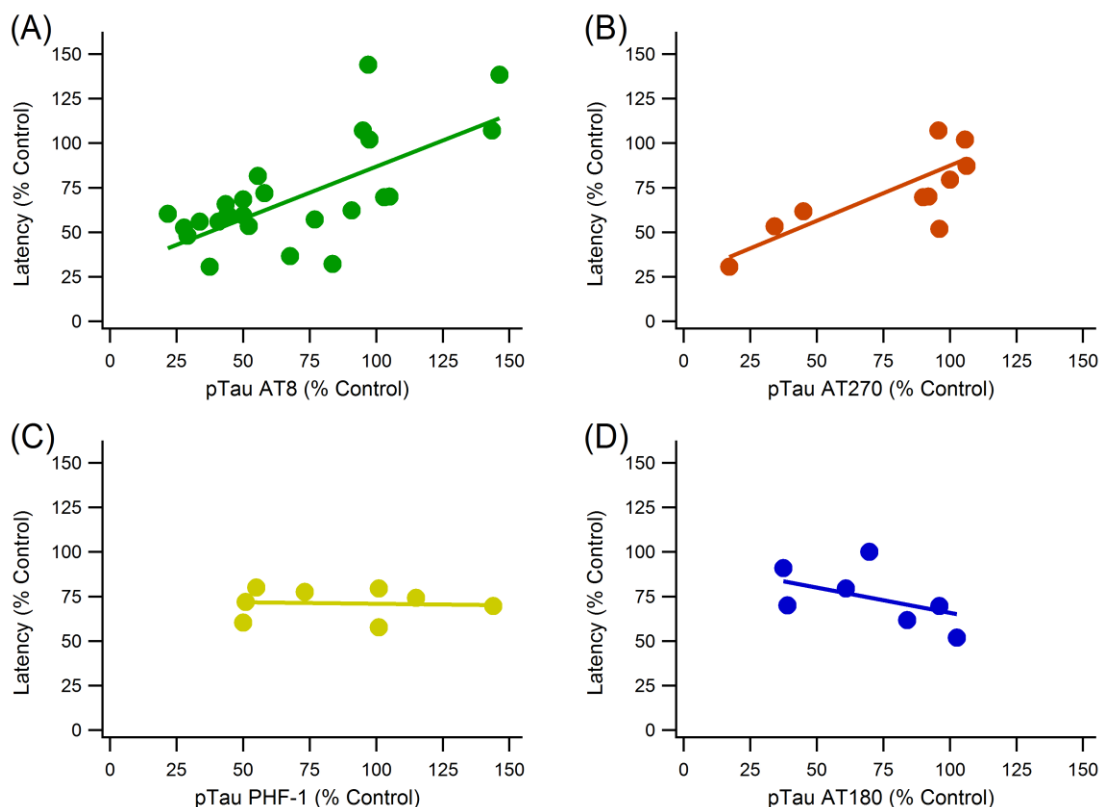 (A)
Latency (% Control)
150
125
100
75
50
25
0
0 25 50 75 100 125 150
pTau AT8 (% Control)
(B)
Latency (% Control)
150
125
100
75
50
25
0
0 25 50 75 100 125 150
pTau AT270 (% Control)
(C)
Latency (% Control)
150
125
100
75
50
25
0
0 25 50 75 100 125 150
pTau PHF-1 (% Control)
(D)
Latency (% Control)
150
125
100
75
50
25
0
0 25 50 75 100 125 150
pTau AT180 (% Control)